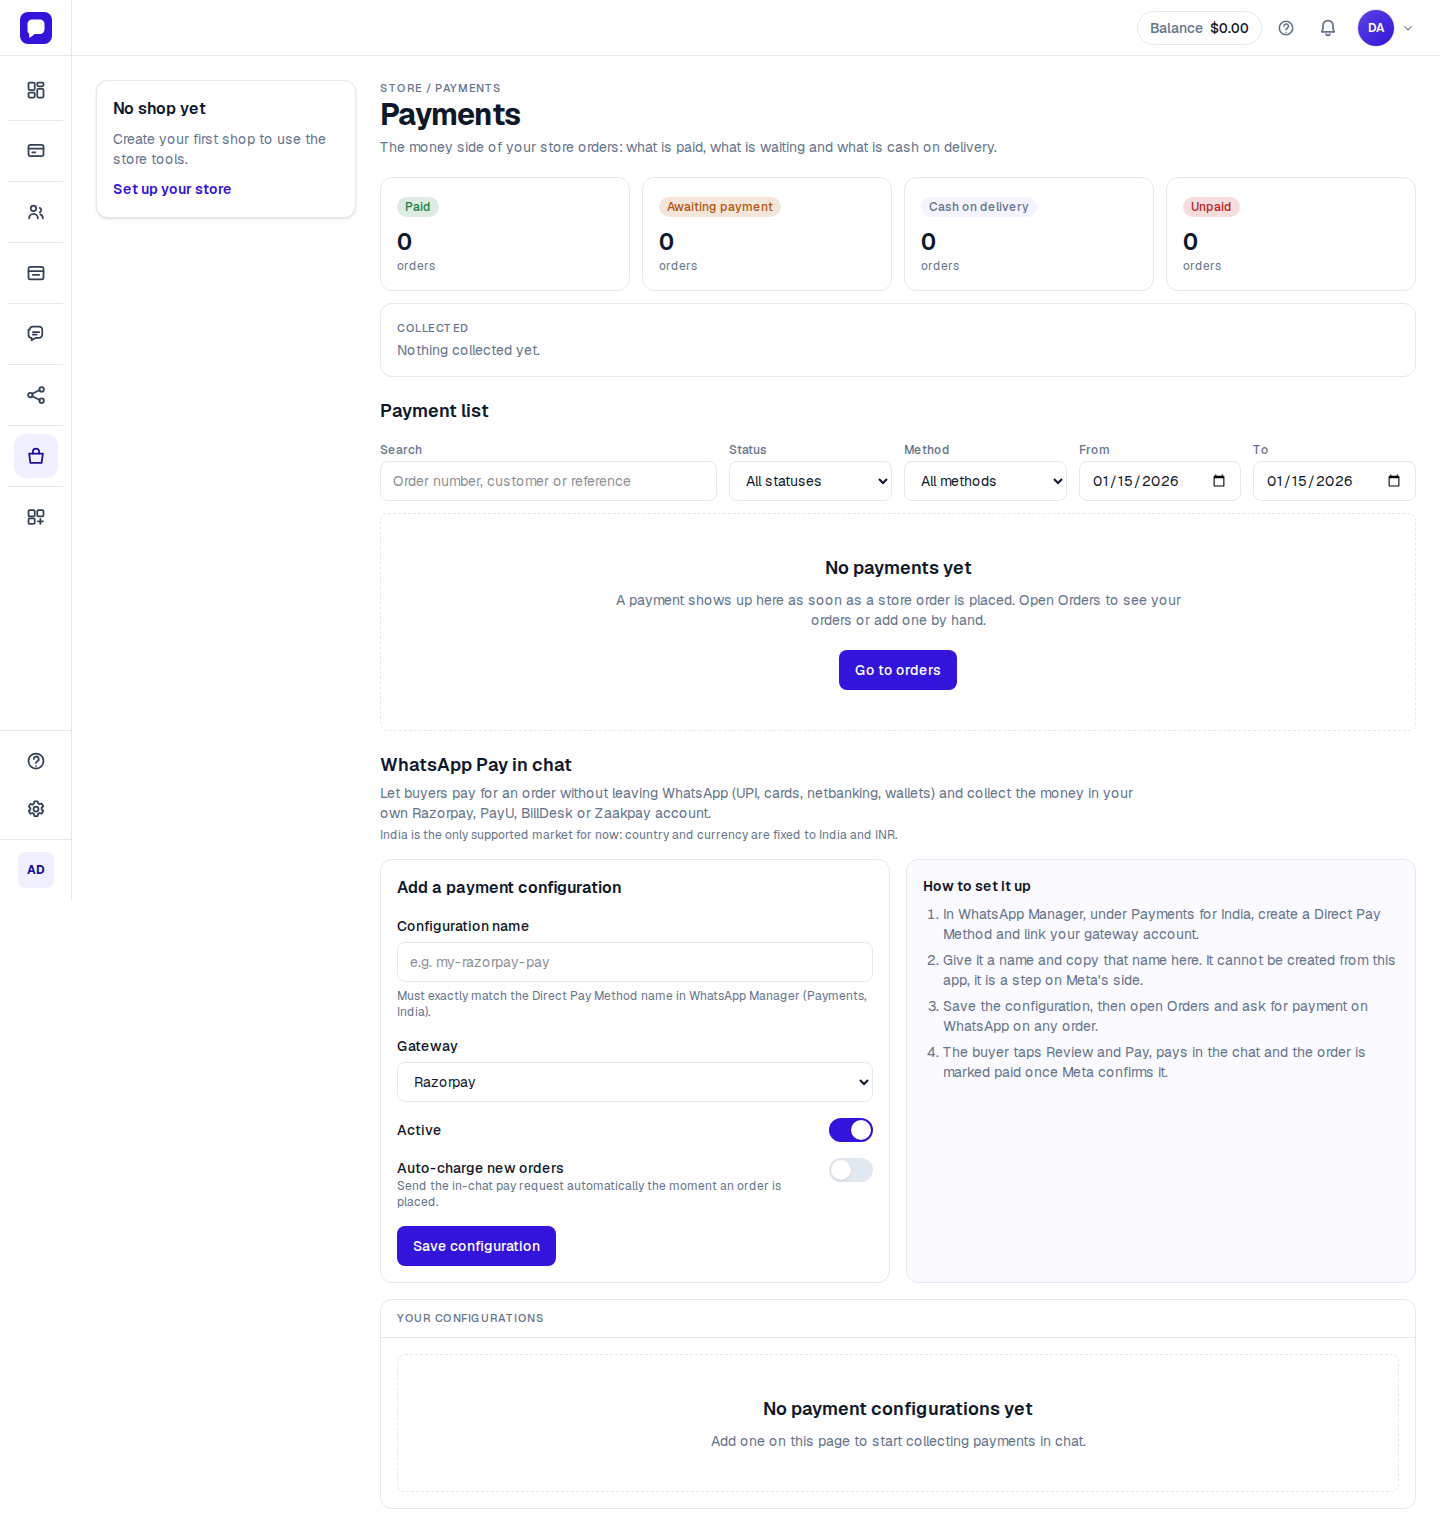 Balance $0.00
DA
No shop yet
Create your first shop to use the
store tools.
Set up your store
STORE / PAYMENTS
Payments
The money side of your store orders: what is paid, what is waiting and what is cash on delivery.
Paid
0
orders
Awaiting payment
0
orders
Cash on delivery
0
orders
Unpaid
0
orders
COLLECTED
Nothing collected yet.
Payment list
Search
Order number, customer or reference
Status
All statuses
Method
All methods
From
01/15/2026
To
01/15/2026
No payments yet
A payment shows up here as soon as a store order is placed. Open Orders to see your
orders or add one by hand.
Go to orders
WhatsApp Pay in chat
Let buyers pay for an order without leaving WhatsApp (UPI, cards, netbanking, wallets) and collect the money in your
own Razorpay, PayU, BillDesk or Zaakpay account.
India is the only supported market for now: country and currency are fixed to India and INR.
Add a payment configuration
Configuration name
e.g. my-razorpay-pay
Must exactly match the Direct Pay Method name in WhatsApp Manager (Payments,
India).
Gateway
Razorpay
Active
Auto-charge new orders
Send the in-chat pay request automatically the moment an order is
placed.
Save configuration
How to set it up
1. In WhatsApp Manager, under Payments for India, create a Direct Pay
Method and link your gateway account.
2. Give it a name and copy that name here. It cannot be created from this
app, it is a step on Meta's side.
3. Save the configuration, then open Orders and ask for payment on
WhatsApp on any order.
4. The buyer taps Review and Pay, pays in the chat and the order is
marked paid once Meta confirms it.
YOUR CONFIGURATIONS
No payment configurations yet
Add one on this page to start collecting payments in chat.
AD